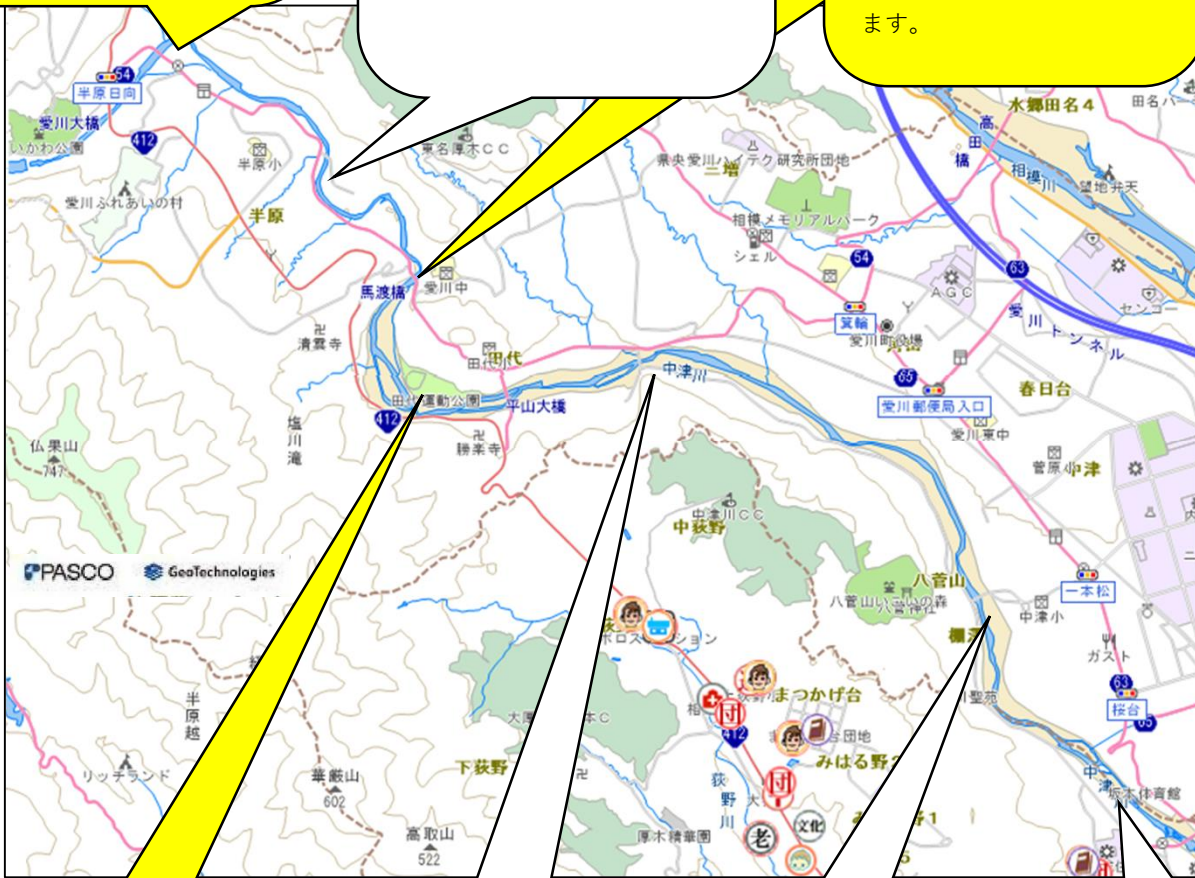 ます。
水郷田名4
54
半原日向
高田橋
愛川大橋
いかわ公園
412
半原小
東名厚木CC
県央愛川ハイテク研究所団地
三増
相模川
望地弁天
愛川ふれあいの村
半原
相模メモリアルパーク
シェル
54
63
AGC
センコー
馬渡橋
愛川中
箕輪
愛川町役場
愛川トンネル
清雲寺
田代
中津川
65
春日台
愛川郵便局入口
田代運動公園
平山大橋
412
塩川滝
勝楽寺
愛川東中
仏果山
747
菅原小
中津
中津川CC
中荻野
PASCO
GeoTechnologies
八菅山
八菅山いこいの森
八菅神社
一本松
中津小
ガスト
半原越
まつかげ台
63
桜台
65
団
412
リッチランド
華厳山
602
下荻野
荻野川
団
高取山
522
厚木精華園
老
文化
坂本体育館